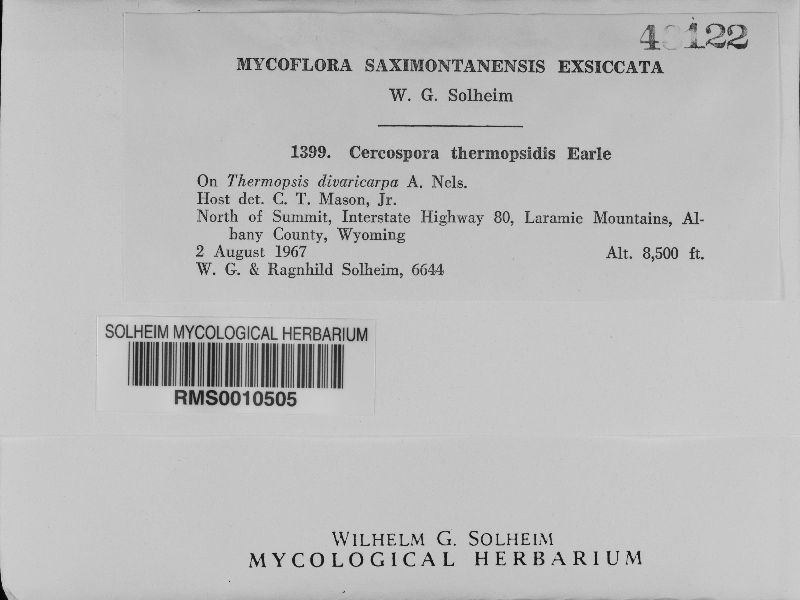 MYCOFLORA SAXIMONTANENSIS EXSICCATA
W. G. Solheim
1399. Cercospora thermopsidis Earle
On Thermopsis divaricarpa A. Nels.
Host det. C. T. Mason, Jr.
North of Summit, Interstate Highway 80, Laramie Mountains, Al-
bany County, Wyoming
2 August 1967 Alt. 8,500 ft.
W. G. & Ragnhild Solheim, 6644
SOLHEIM MYCOLOGICAL HERBARIUM
RMS0010505
WILHELM G. SOLHEIM
MYCOLOGICAL HERBARIUM